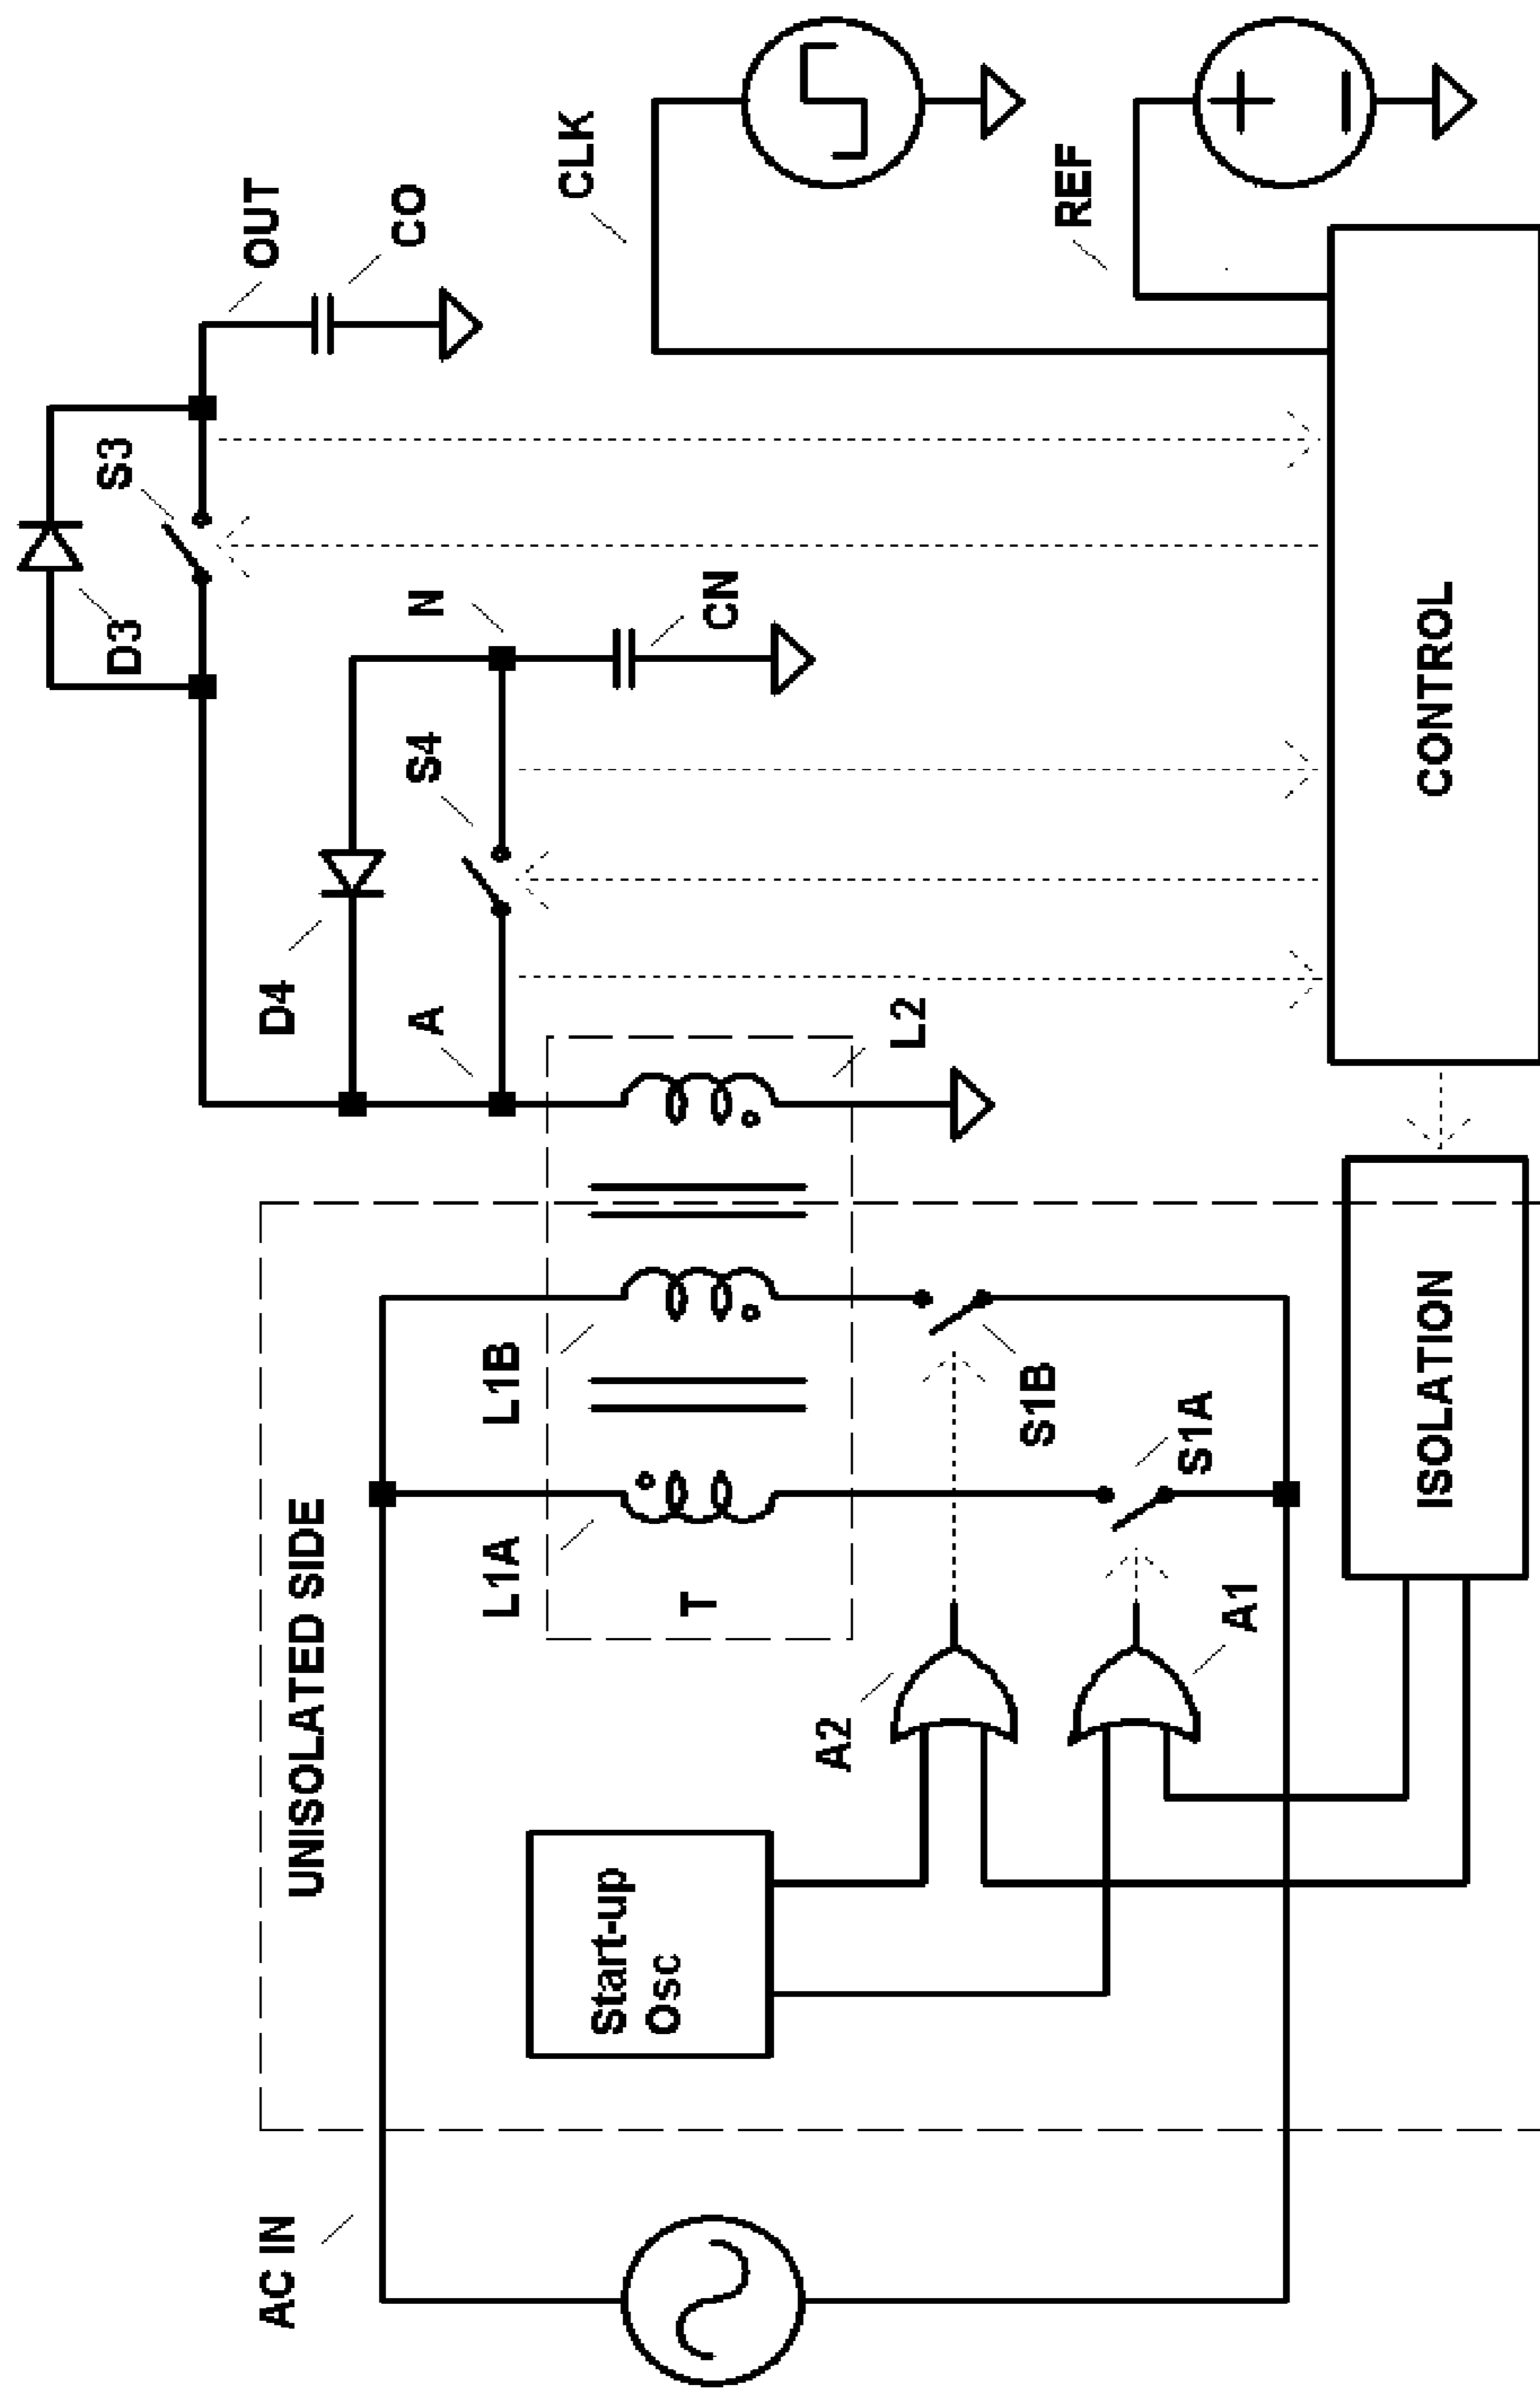 AC IN
UNISOLATED SIDE
Start-up
Osc
A2
A1
L1A
T
L1B
S1B
S1A
ISOLATION
L2
A
D4
S4
N
CN
D3
S3
OUT
CO
CLK
REF
CONTROL